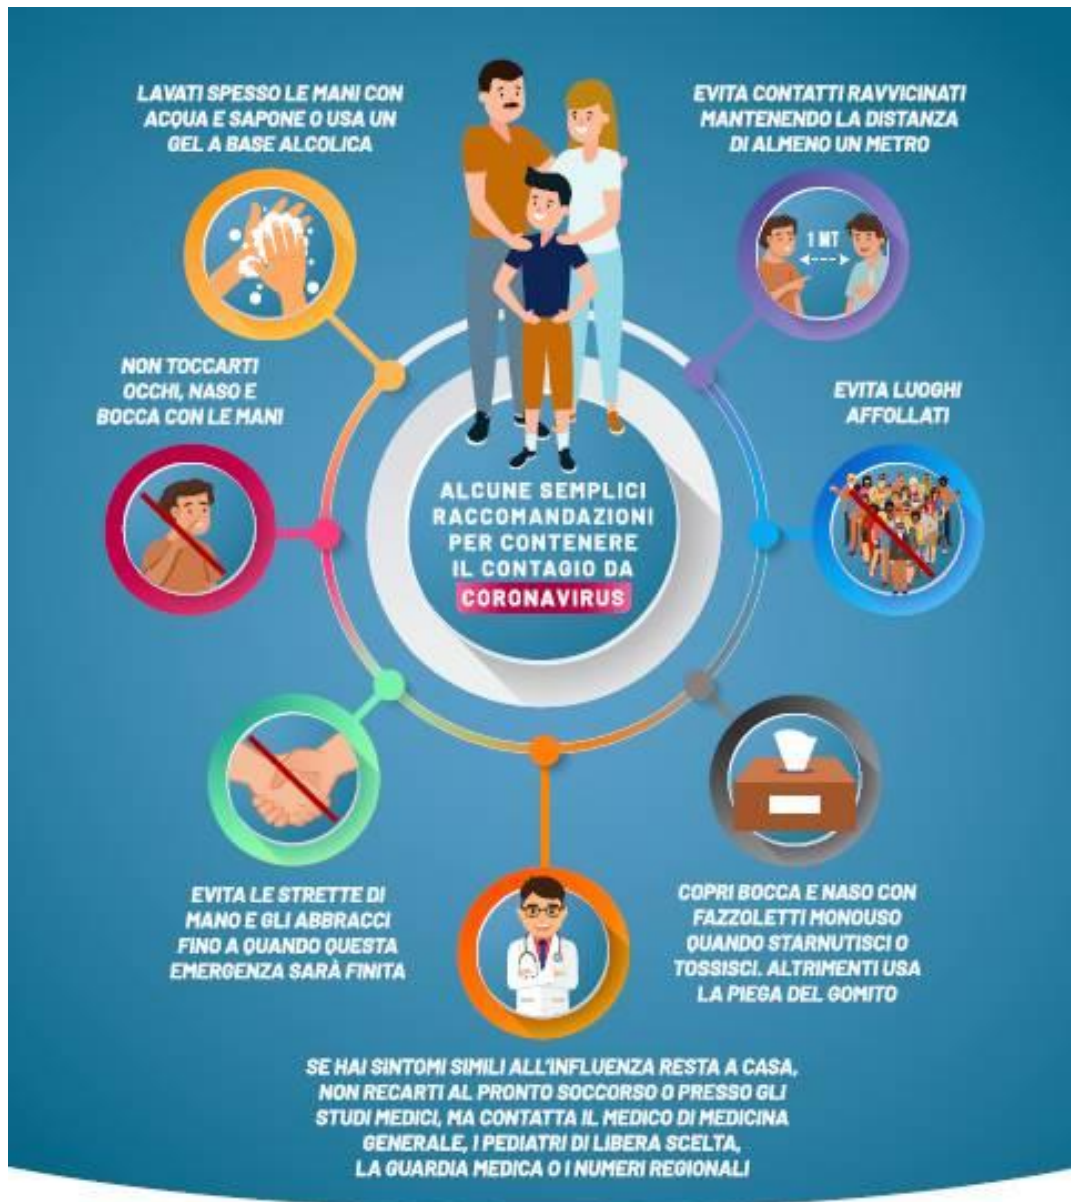 LAVATI SPESSO LE MANI CON
ACQUA E SAPONE O USA UN
GEL A BASE ALCOLICA
EVITA CONTATTI RAVVICINATI
MANTENENDO LA DISTANZA
DI ALMENO UN METRO
1 MT
NON TOCCARTI
OCCHI, NASO E
BOCCA CON LE MANI
EVITA LUOGHI
AFFOLLATI
ALCUNE SEMPLICI
RACCOMANDAZIONI
PER CONTENERE
IL CONTAGIO DA
CORONAVIRUS
EVITA LE STRETTE DI
MANO E GLI ABBRACCI
FINO A QUANDO QUESTA
EMERGENZA SARÀ FINITA
COPRI BOCCA E NASO CON
FAZZOLETTI MONOUSO
QUANDO STARNUTISCI O
TOSSISCI. ALTRIMENTI USA
LA PIEGA DEL GOMITO
SE HAI SINTOMI SIMILI ALL'INFLUENZA RESTA A CASA,
NON RECARTI AL PRONTO SOCCORSO O PRESSO GLI
STUDI MEDICI, MA CONTATTA IL MEDICO DI MEDICINA
GENERALE, I PEDIATRI DI LIBERA SCELTA,
LA GUARDIA MEDICA O I NUMERI REGIONALI